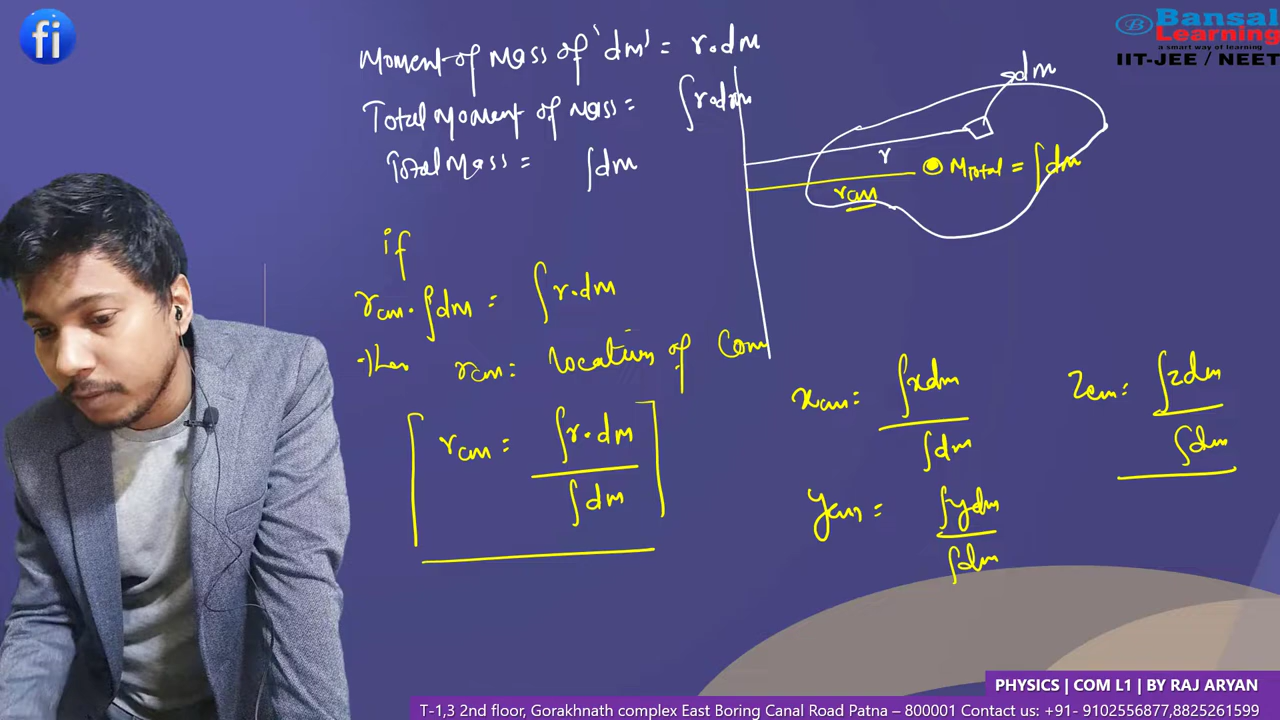 fi
Bansal
Learning
a smart way of learning
IIT-JEE / NEET
Moment of Mass of 'dm' = r.dm
Total Moment of Mass = ∫r.dm
Total Mass = ∫dm
dm
r
M Total = ∫dm
rcm
if
rcm.∫dm = ∫r.dm
then rcm = location of Com
rcm = ∫r.dm / ∫dm
xcm = ∫xdm / ∫dm
zcm = ∫zdm / ∫dm
ycm = ∫ydm / ∫dm
PHYSICS | COM L1 | BY RAJ ARYAN
T-1,3 2nd floor, Gorakhnath complex East Boring Canal Road Patna – 800001 Contact us: +91- 9102556877,8825261599